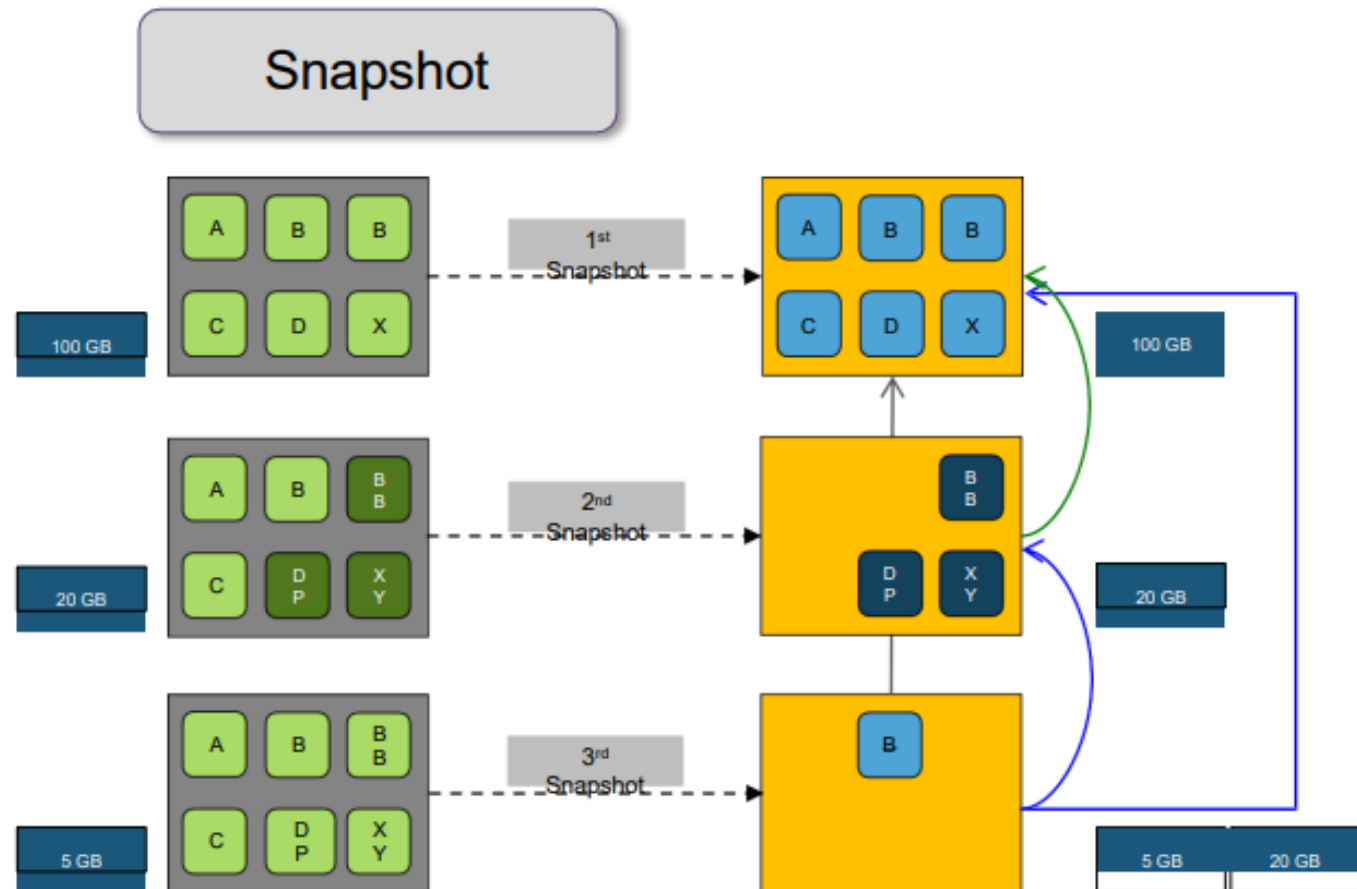 Snapshot
A B B
C D X
100 GB
1st
Snapshot
A B B
C D X
100 GB
A B B
B
C D
P X
Y
20 GB
2nd
Snapshot
B
B
D
P X
Y
20 GB
A B B
B
C D
P X
Y
5 GB
3rd
Snapshot
B
5 GB 20 GB